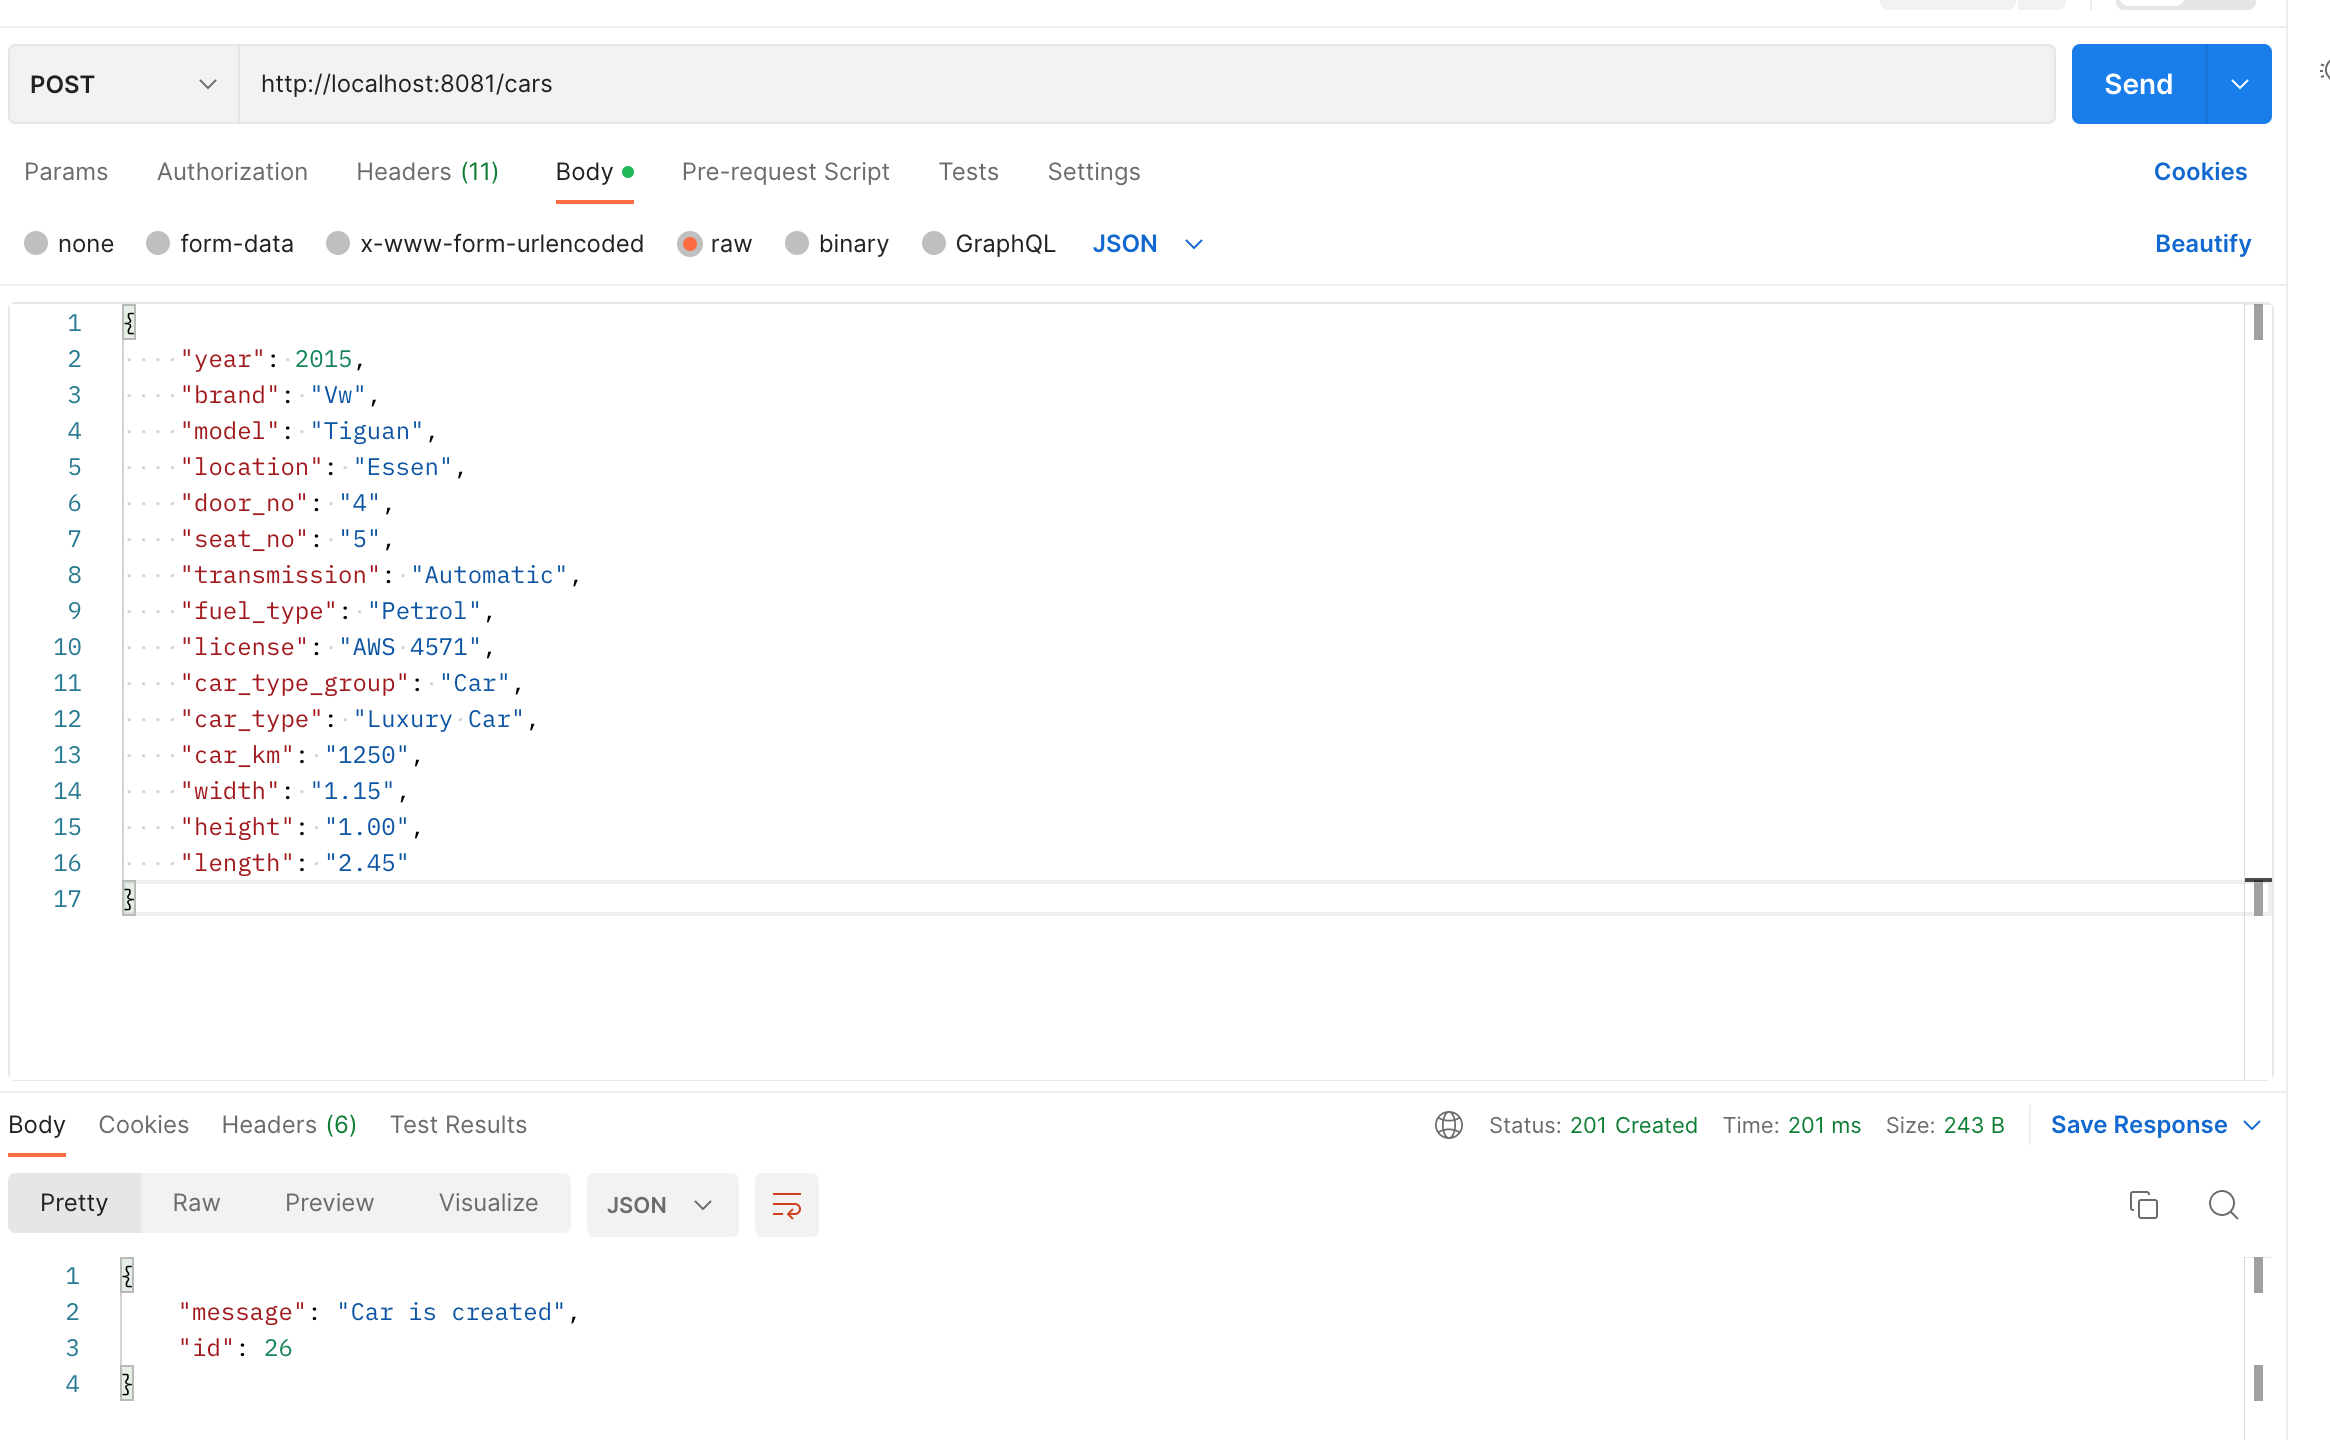 POST http://localhost:8081/cars Send
Params Authorization Headers (11) Body Pre-request Script Tests Settings Cookies
none form-data x-www-form-urlencoded raw binary GraphQL JSON Beautify
1 {
2 "year": 2015,
3 "brand": "Vw",
4 "model": "Tiguan",
5 "location": "Essen",
6 "door_no": "4",
7 "seat_no": "5",
8 "transmission": "Automatic",
9 "fuel_type": "Petrol",
10 "license": "AWS 4571",
11 "car_type_group": "Car",
12 "car_type": "Luxury Car",
13 "car_km": "1250",
14 "width": "1.15",
15 "height": "1.00",
16 "length": "2.45"
17 }
Body Cookies Headers (6) Test Results Status: 201 Created Time: 201 ms Size: 243 B Save Response
Pretty Raw Preview Visualize JSON
1 {
2 "message": "Car is created",
3 "id": 26
4 }